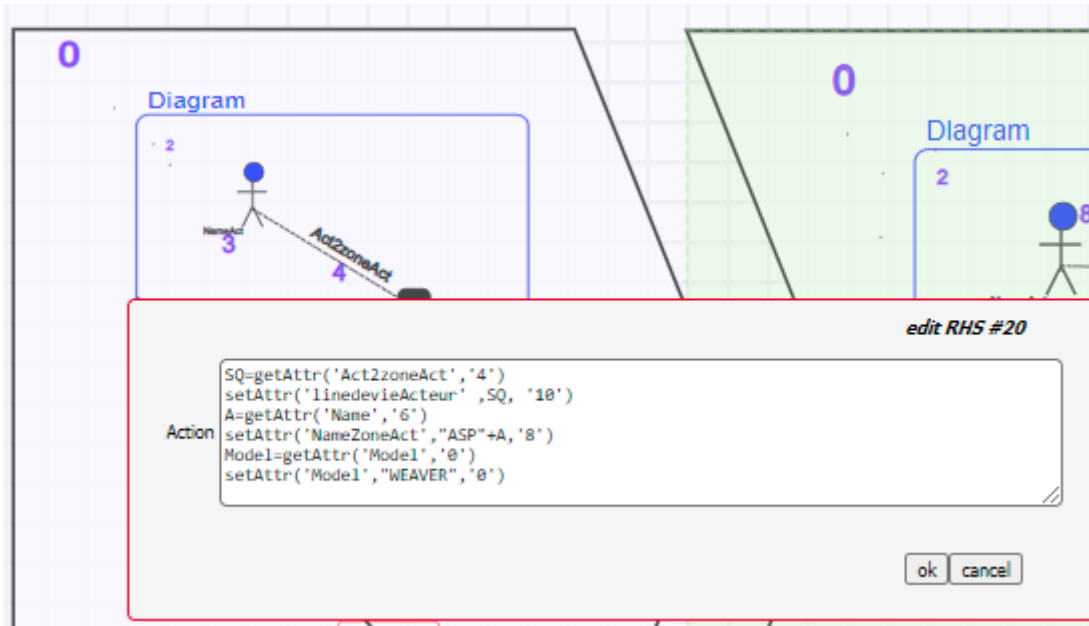 0
0
Diagram
DIagram
2
2
8
NameAct
3
Act2zoneAct
4
edit RHS #20
Action
SQ=getAttr('Act2zoneAct','4')
setAttr('linedevieActeur' ,SQ, '10')
A=getAttr('Name','6')
setAttr('NameZoneAct',"ASP"+A,'8')
Model=getAttr('Model','0')
setAttr('Model',"WEAVER",'0')
ok
cancel